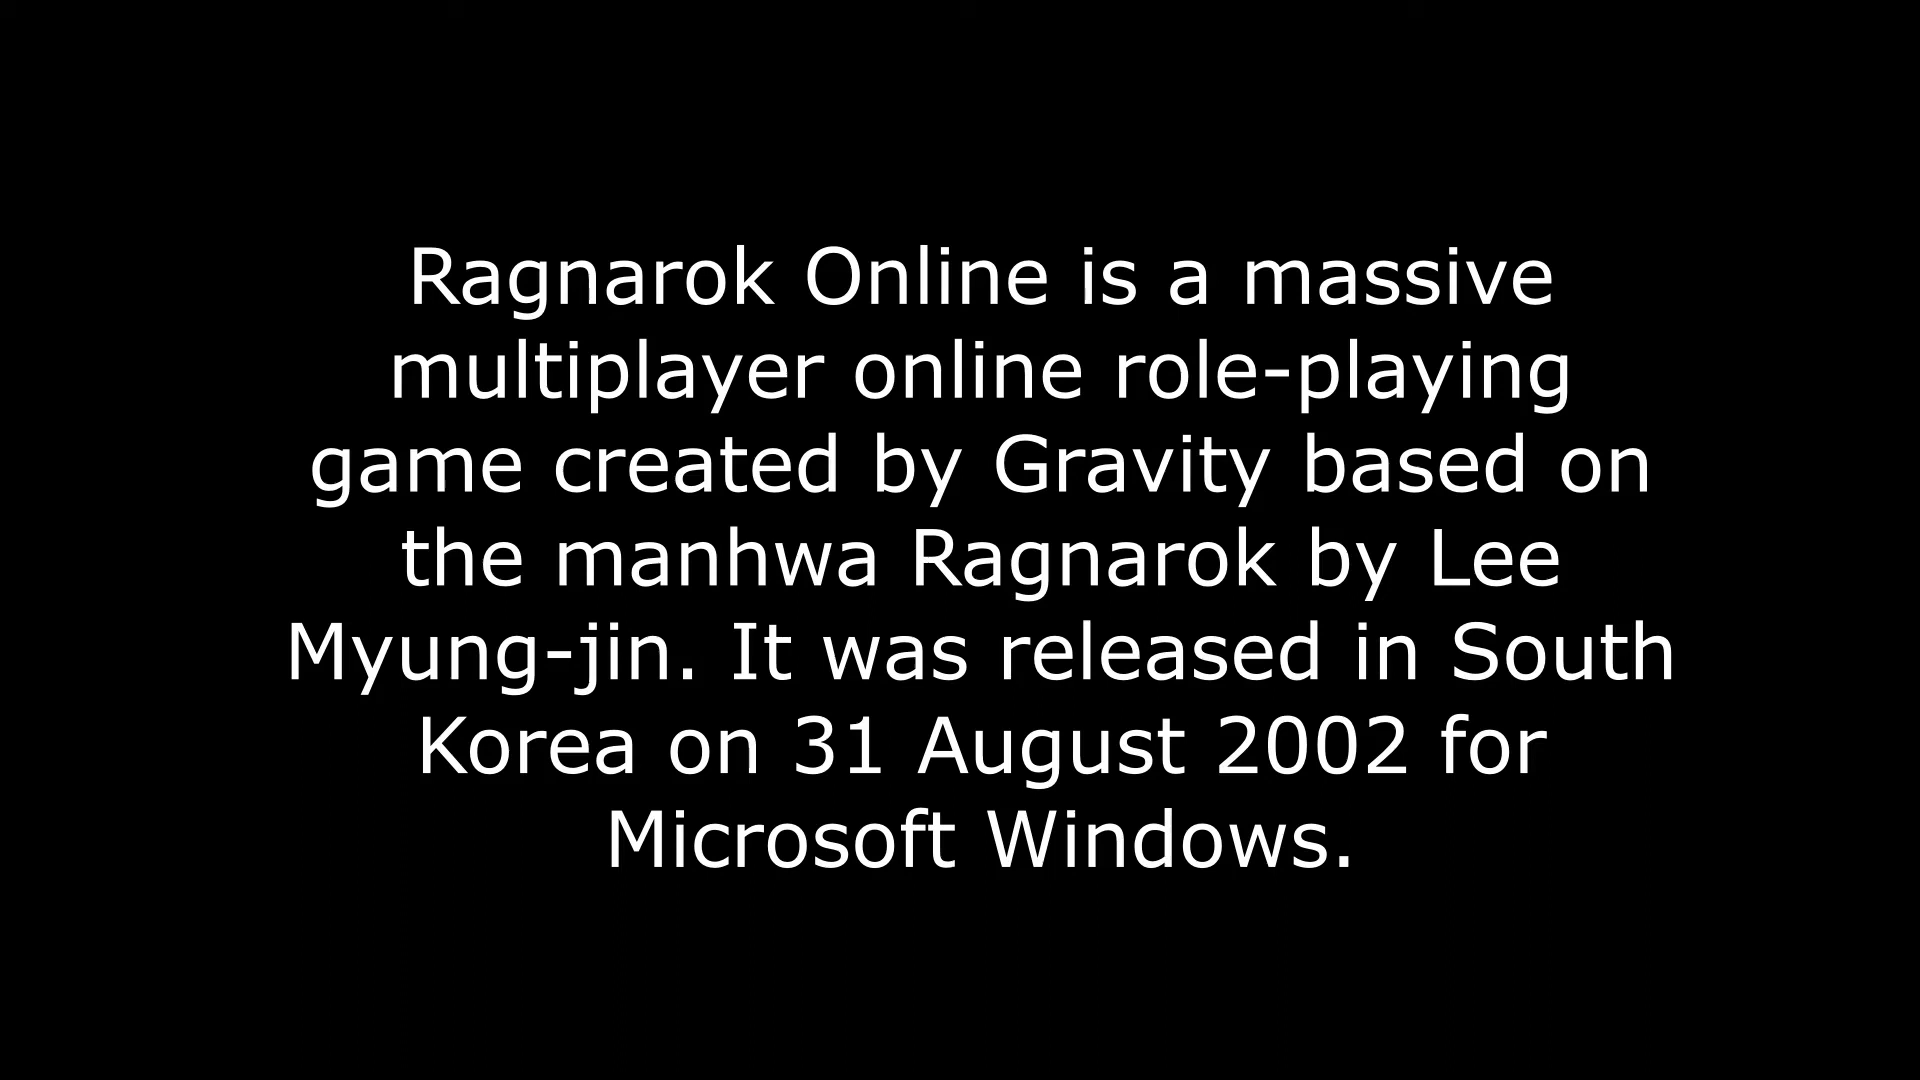 Ragnarok Online is a massive
multiplayer online role-playing
game created by Gravity based on
the manhwa Ragnarok by Lee
Myung-jin. It was released in South
Korea on 31 August 2002 for
Microsoft Windows.